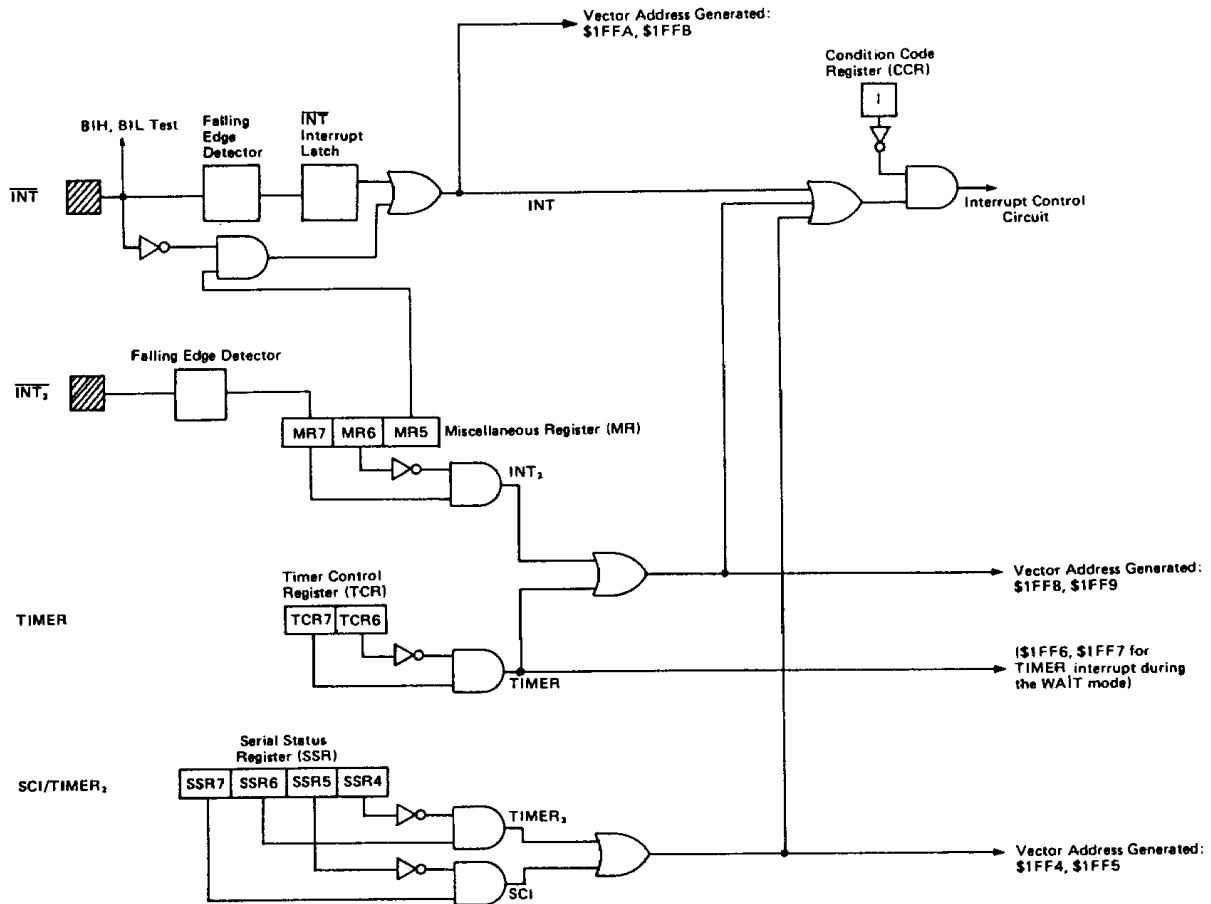 Vector Address Generated:
$1FFA, $1FFB
Condition Code
Register (CCR)
I
BIH, BIL Test
Falling
Edge
Detector
INT
Interrupt
Latch
INT
INT
Interrupt Control
Circuit
Falling Edge Detector
INT₂
MR7 MR6 MR5
Miscellaneous Register (MR)
INT₂
Timer Control
Register (TCR)
TCR7 TCR6
TIMER
TIMER
Vector Address Generated:
$1FF8, $1FF9
($1FF6, $1FF7 for
TIMER interrupt during
the WAIT mode)
Serial Status
Register (SSR)
SCI/TIMER₂
SSR7 SSR6 SSR5 SSR4
TIMER₂
SCI
Vector Address Generated:
$1FF4, $1FF5